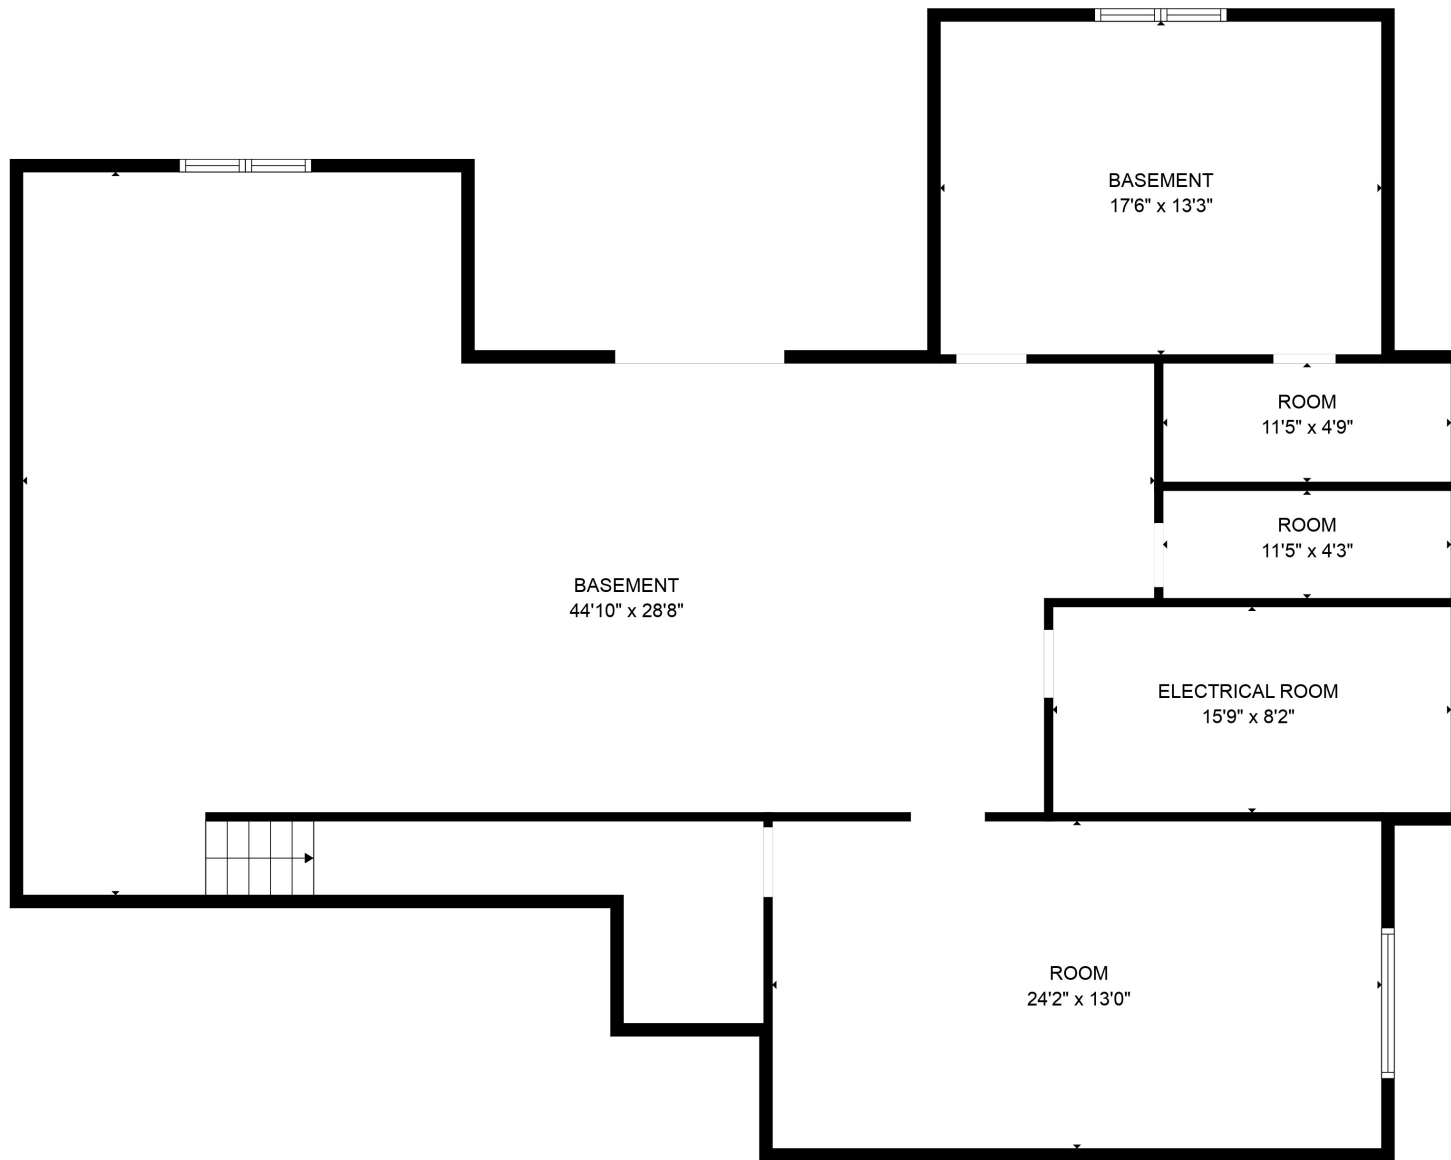 BASEMENT
17'6" x 13'3"
ROOM
11'5" x 4'9"
ROOM
11'5" x 4'3"
BASEMENT
44'10" x 28'8"
ELECTRICAL ROOM
15'9" x 8'2"
ROOM
24'2" x 13'0"